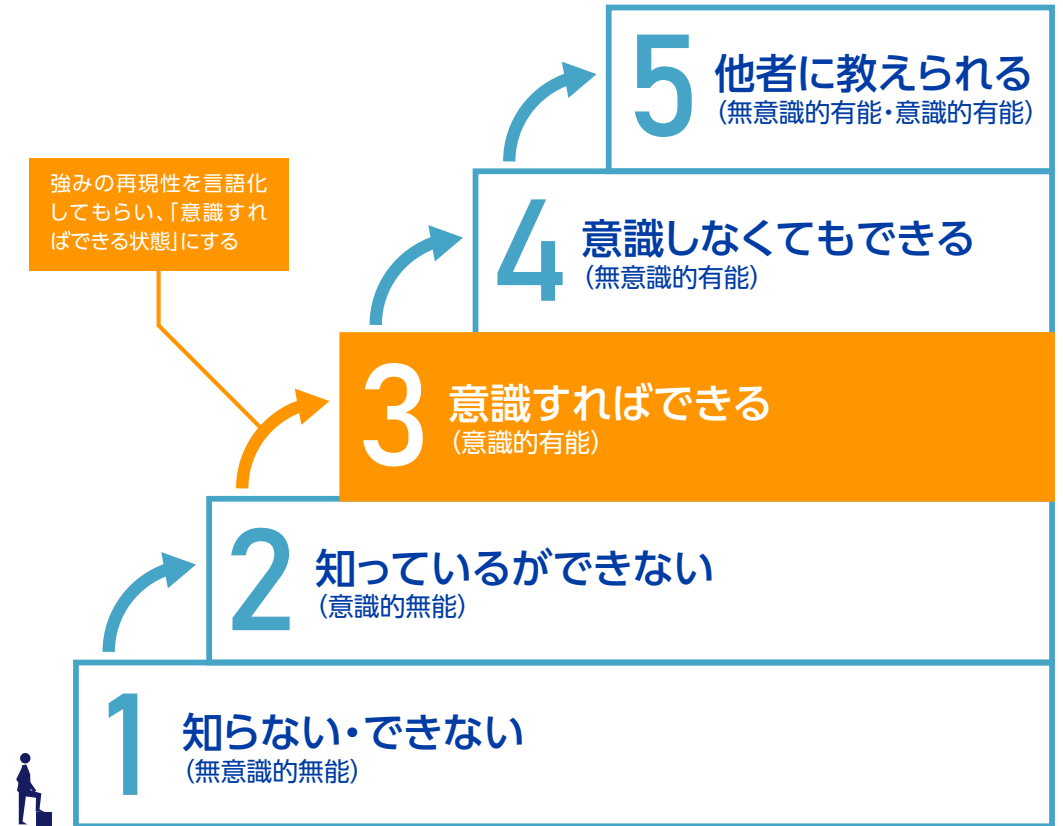 5
他者に教えられる
（無意識的有能・意識的有能）
強みの再現性を言語化
してもらい、「意識すれ
ばできる状態」にする
4
意識しなくてもできる
（無意識的有能）
3
意識すればできる
（意識的有能）
2
知っているができない
（意識的無能）
1
知らない・できない
（無意識的無能）